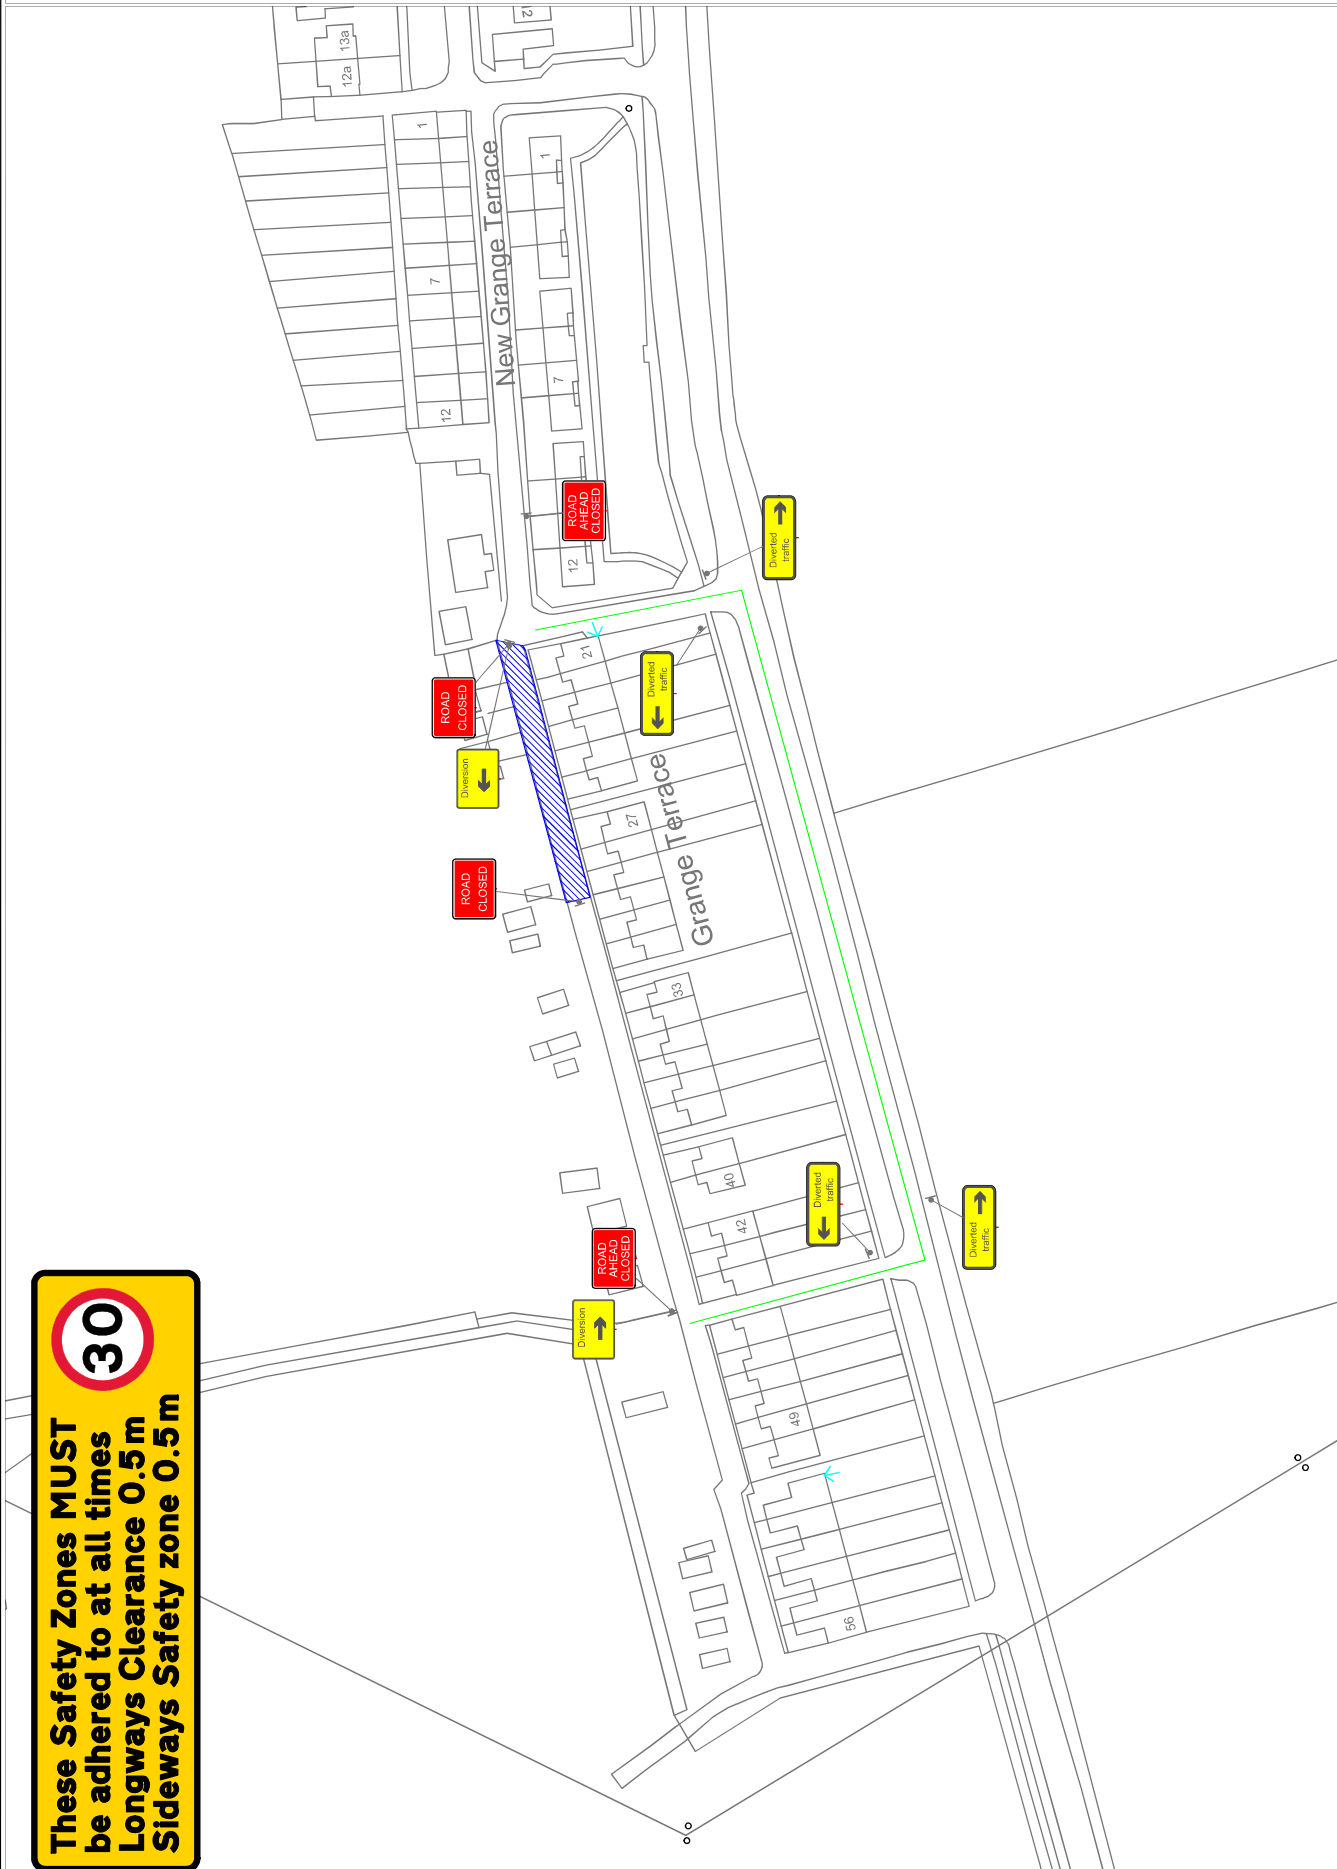 12
13a
12a
1
7
12
New Grange Terrace
1
7
12
ROAD
AHEAD
CLOSED
Diverted
traffic
21
Diverted
traffic
ROAD
CLOSED
Diversion
27
Grange Terrace
ROAD
CLOSED
33
40
42
Diverted
traffic
Diverted
traffic
ROAD
AHEAD
CLOSED
Diversion
49
56
30
These Safety Zones MUST
be adhered to at all times
Longways Clearance 0.5m
Sideways Safety zone 0.5m